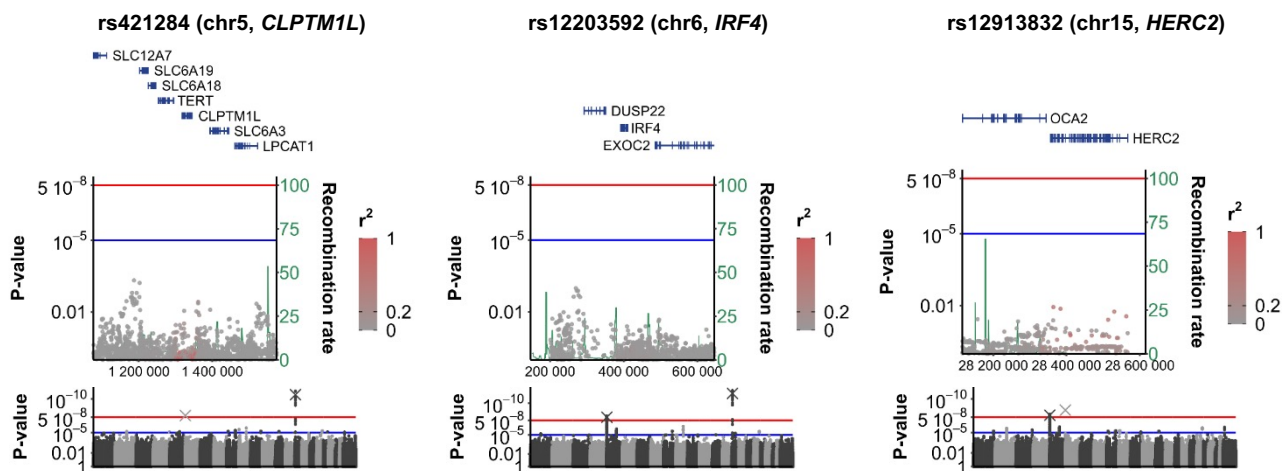 rs421284 (chr5, CLPTM1L)
SLC12A7
SLC6A19
SLC6A18
TERT
CLPTM1L
SLC6A3
LPCAT1
5 10⁻⁸
10⁻⁵
0.01
P-value
100
75
50
25
0
Recombination rate
r²
1
0.2
0
1 200 000
1 400 000
10⁻¹⁰
5 10⁻⁸
10⁻⁵
0.01
1
P-value
rs12203592 (chr6, IRF4)
DUSP22
IRF4
EXOC2
5 10⁻⁸
10⁻⁵
0.01
P-value
100
75
50
25
0
Recombination rate
r²
1
0.2
0
200 000
400 000
600 000
10⁻¹⁰
5 10⁻⁸
10⁻⁵
0.01
1
P-value
rs12913832 (chr15, HERC2)
OCA2
HERC2
5 10⁻⁸
10⁻⁵
0.01
P-value
100
75
50
25
0
Recombination rate
r²
1
0.2
0
28 200 000
28 400 000
28 600 000
10⁻¹⁰
5 10⁻⁸
10⁻⁵
0.01
1
P-value